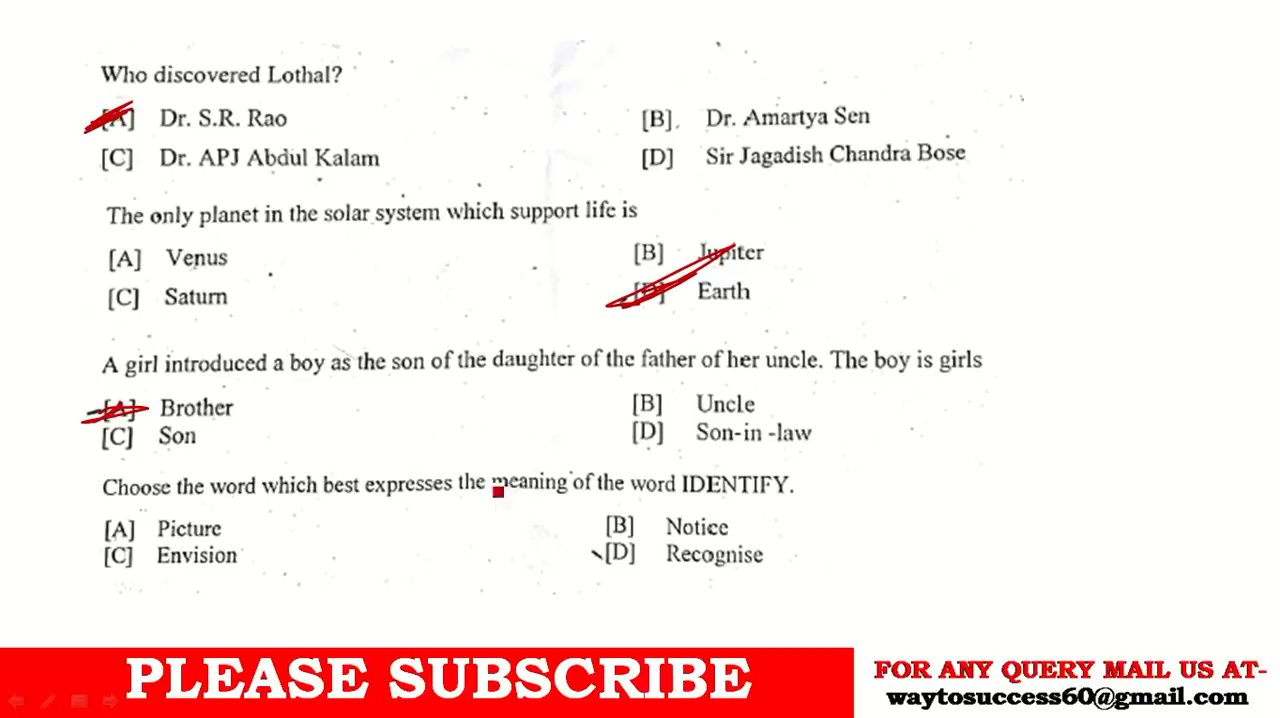 Who discovered Lothal?
[A] Dr. S.R. Rao [B]. Dr. Amartya Sen
[C] Dr. APJ Abdul Kalam [D] Sir Jagadish Chandra Bose
The only planet in the solar system which support life is
[A] Venus [B] Jupiter
[C] Saturn [D] Earth
A girl introduced a boy as the son of the daughter of the father of her uncle. The boy is girls
[A] Brother [B] Uncle
[C] Son [D] Son-in -law
Choose the word which best expresses the meaning of the word IDENTIFY.
[A] Picture [B] Notice
[C] Envision [D] Recognise
PLEASE SUBSCRIBE
FOR ANY QUERY MAIL US AT-
waytosuccess60@gmail.com